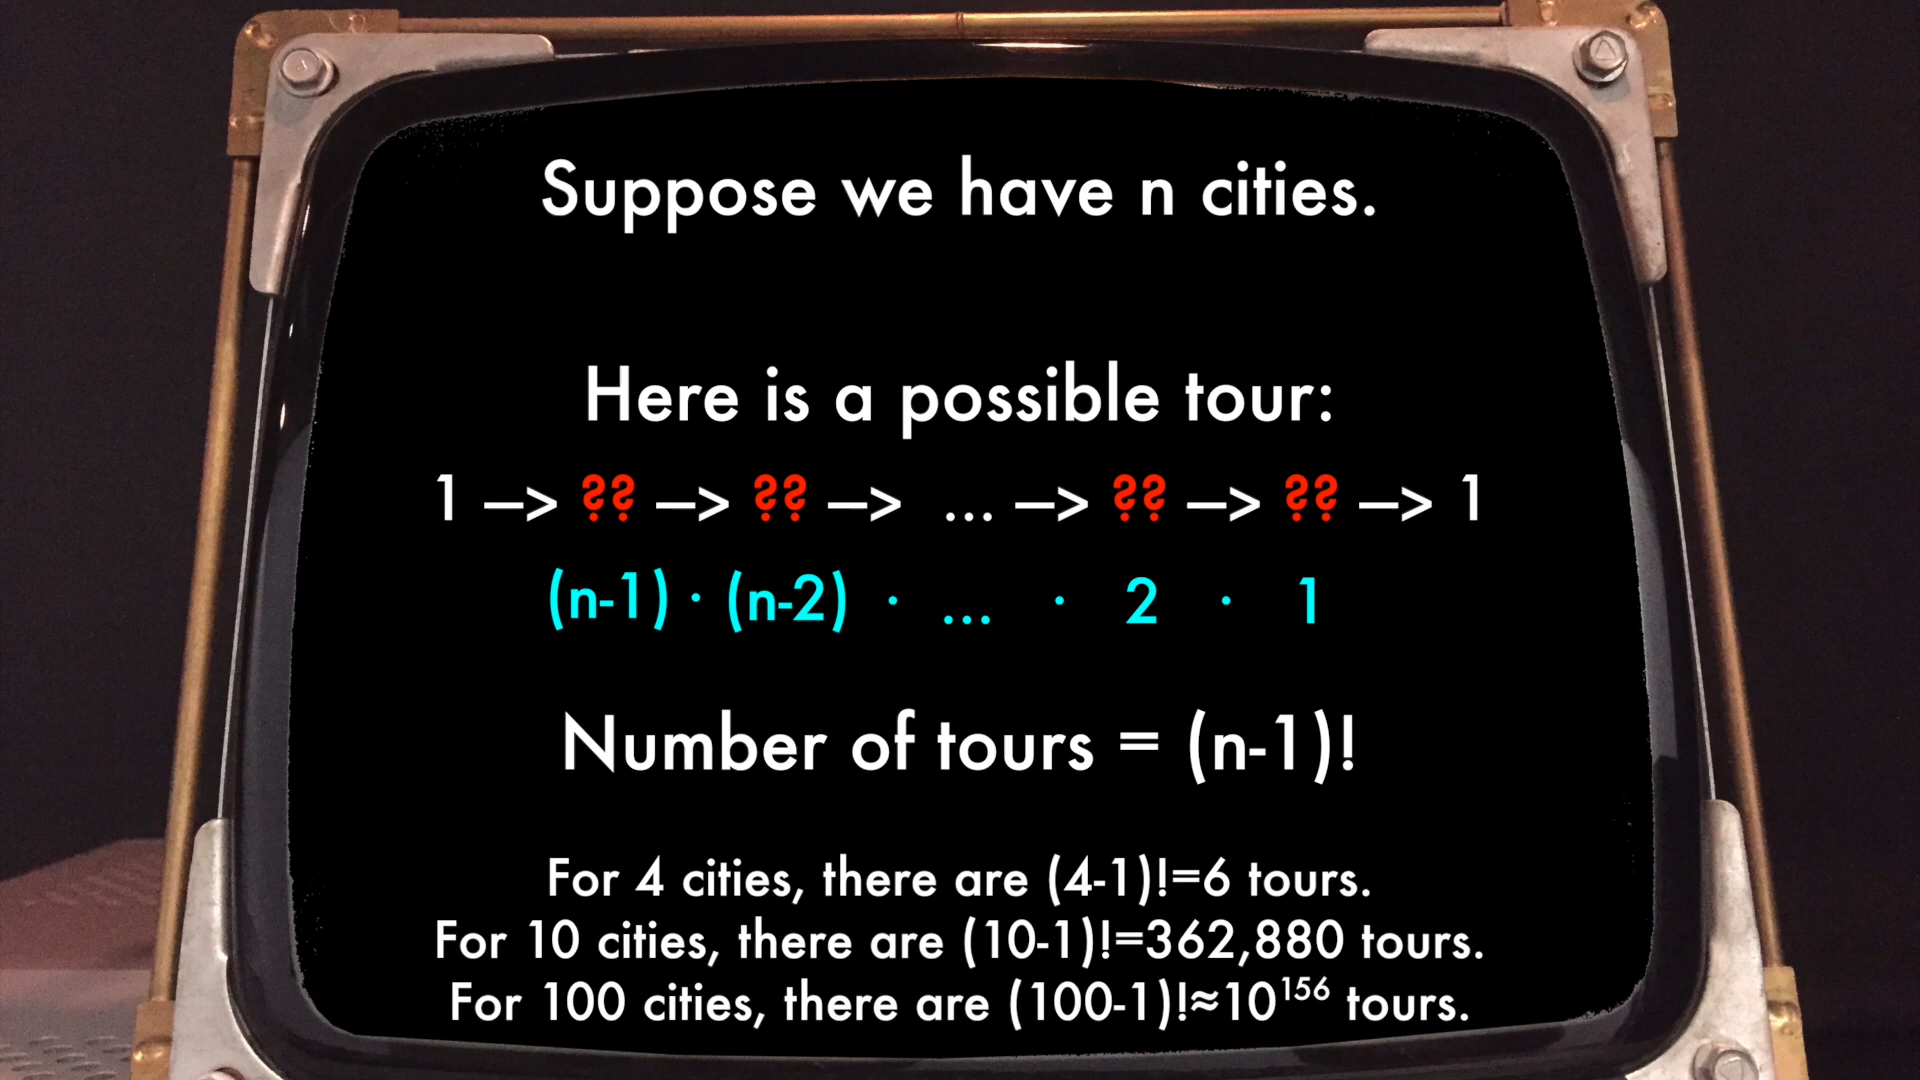 Suppose we have n cities.
Here is a possible tour:
1 —> ?? —> ?? —> ... —> ?? —> ?? —> 1
(n-1) · (n-2) · ... · 2 · 1
Number of tours = (n-1)!
For 4 cities, there are (4-1)!=6 tours.
For 10 cities, there are (10-1)!=362,880 tours.
For 100 cities, there are (100-1)!≈10¹⁵⁶ tours.